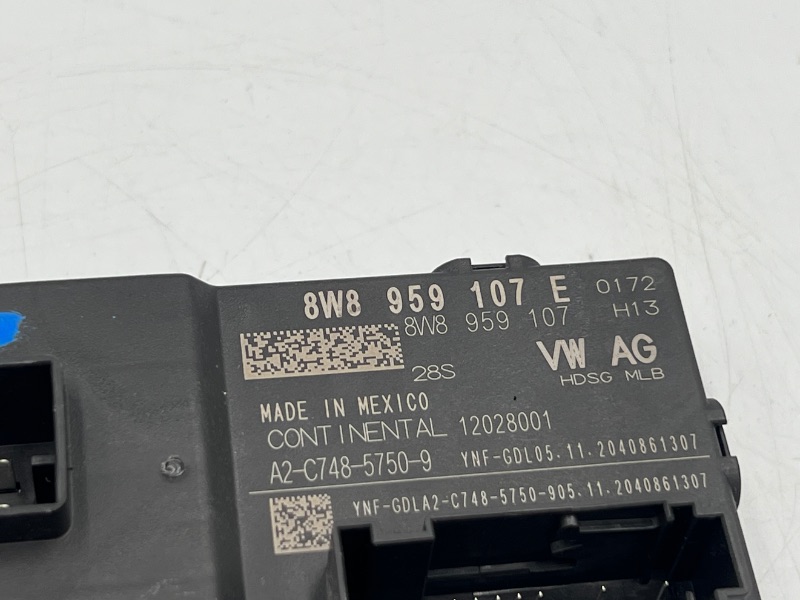 8W8 959 107 E 0172
8W8 959 107 H13
28S VW AG
HDSG MLB
MADE IN MEXICO
CONTINENTAL 12028001
A2-C748-5750-9 YNF-GDL05.11.2040861307
YNF-GDLA2-C748-5750-905.11.2040861307